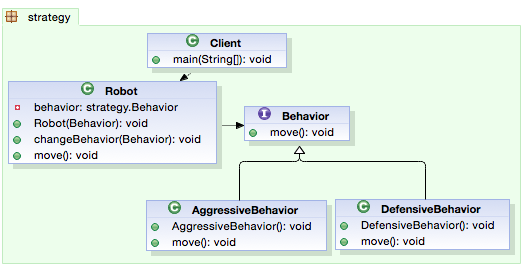 strategy
C Client
main(String[]): void
C Robot
behavior: strategy.Behavior
Robot(Behavior): void
changeBehavior(Behavior): void
move(): void
I Behavior
move(): void
C AggressiveBehavior
AggressiveBehavior(): void
move(): void
C DefensiveBehavior
DefensiveBehavior(): void
move(): void